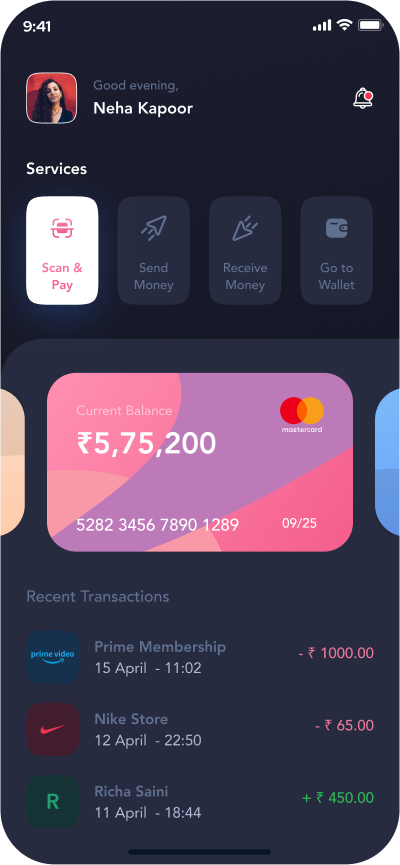 9:41
Good evening,
Neha Kapoor
Services
Scan &
Pay
Send
Money
Receive
Money
Go to
Wallet
Current Balance
₹5,75,200
mastercard
5282 3456 7890 1289
09/25
Recent Transactions
prime video
Prime Membership
15 April - 11:02
- ₹ 1000.00
Nike Store
12 April - 22:50
- ₹ 65.00
R
Richa Saini
11 April - 18:44
+ ₹ 450.00